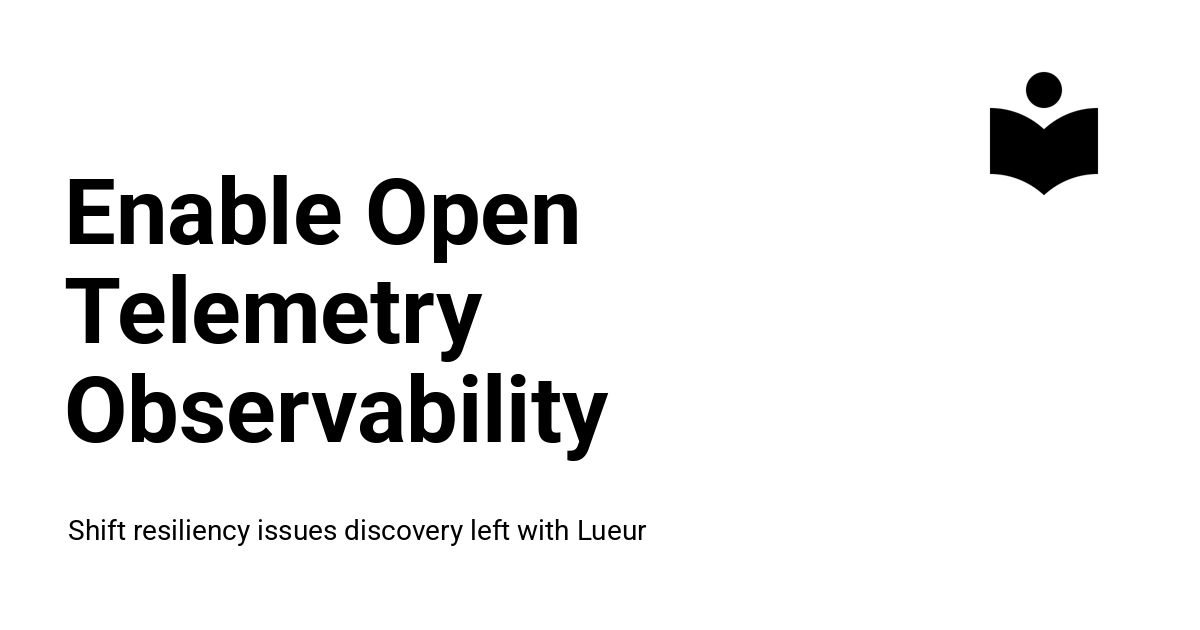 Enable Open
Telemetry
Observability
Shift resiliency issues discovery left with Lueur